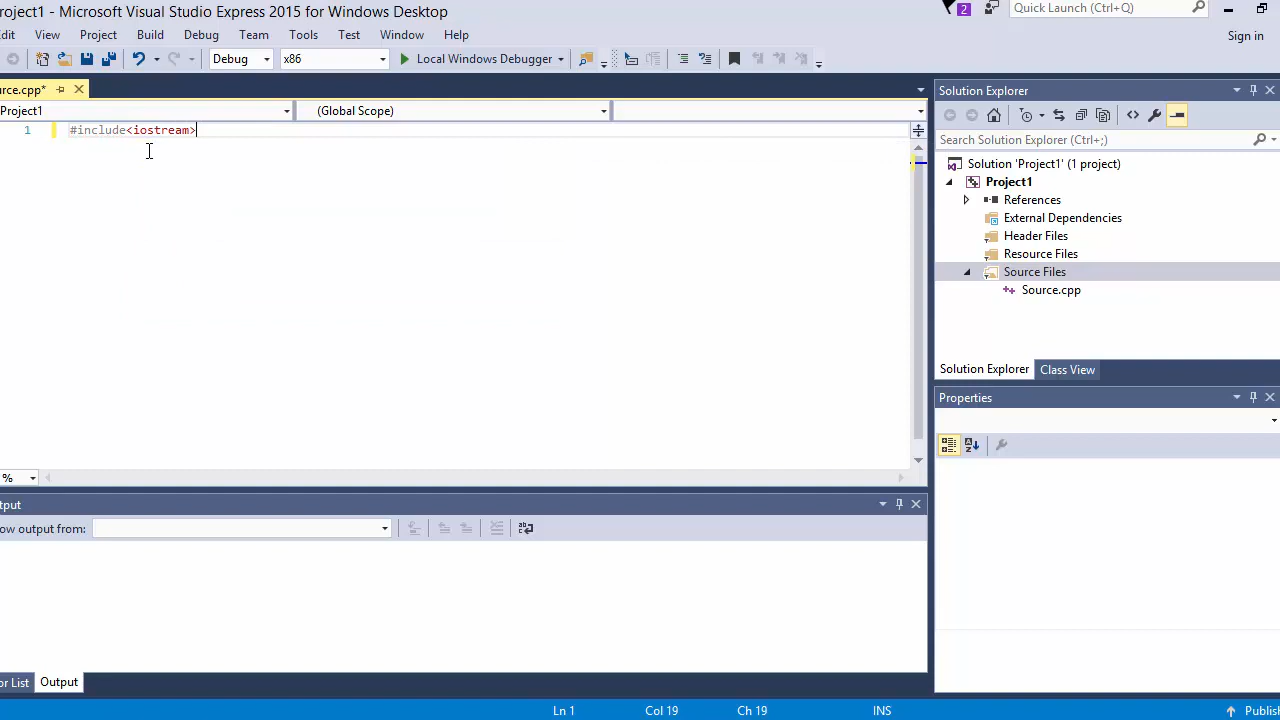 roject1 - Microsoft Visual Studio Express 2015 for Windows Desktop
2
Quick Launch (Ctrl+Q)
dit View Project Build Debug Team Tools Test Window Help
Sign in
Debug x86 Local Windows Debugger
urce.cpp*
Project1 (Global Scope)
1 #include<iostream>
%
tput
ow output from:
or List Output
Solution Explorer
Search Solution Explorer (Ctrl+;)
Solution 'Project1' (1 project)
Project1
References
External Dependencies
Header Files
Resource Files
Source Files
Source.cpp
Solution Explorer Class View
Properties
Ln 1 Col 19 Ch 19 INS Publis